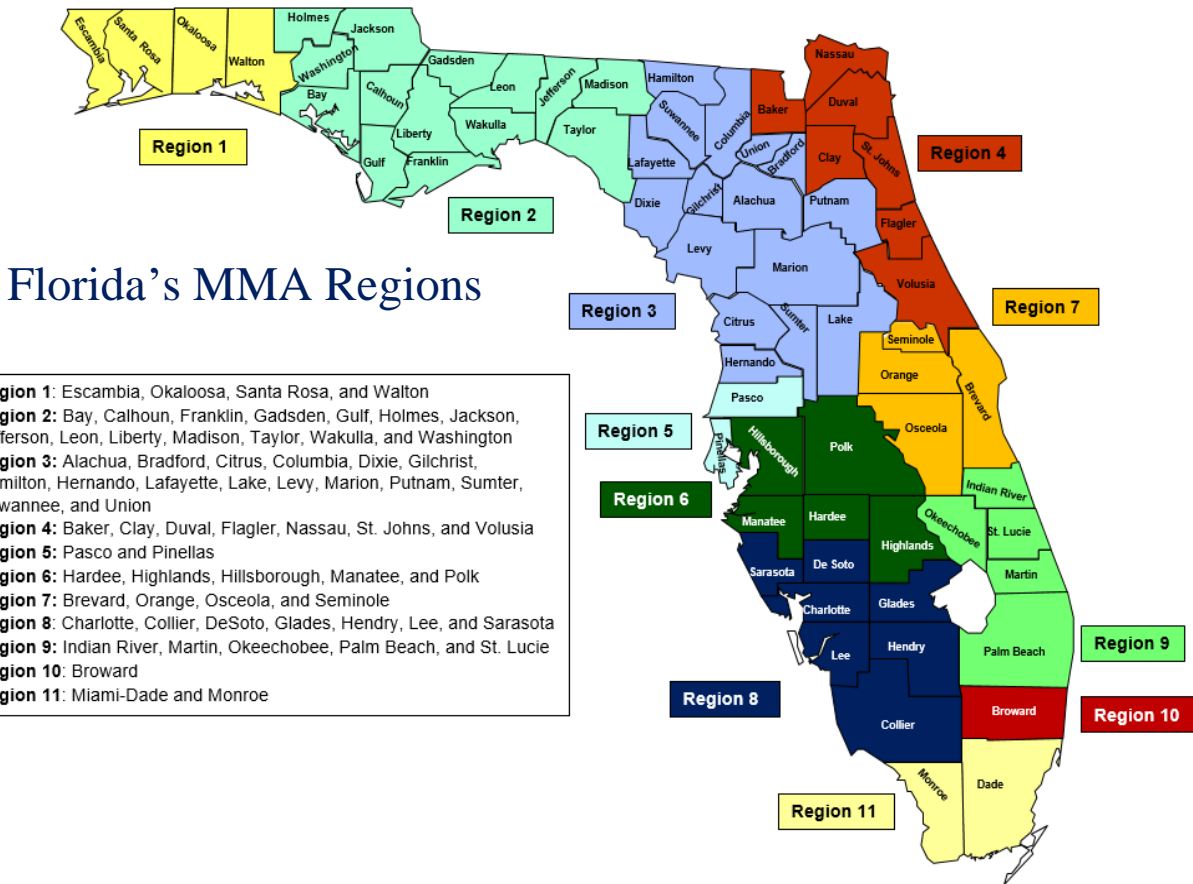 Holmes
Jackson
Escambia
Santa Rosa
Okaloosa
Walton
Washington
Bay
Calhoun
Gadsden
Leon
Jefferson
Madison
Liberty
Wakulla
Taylor
Gulf
Franklin
Hamilton
Suwannee
Columbia
Baker
Nassau
Duval
Union
Bradford
Clay
St. Johns
Lafayette
Dixie
Gilchrist
Alachua
Putnam
Flagler
Levy
Marion
Volusia
Citrus
Sumter
Lake
Seminole
Hernando
Orange
Brevard
Pasco
Osceola
Pinellas
Hillsborough
Polk
Indian River
Manatee
Hardee
Highlands
Okeechobee
St. Lucie
Sarasota
De Soto
Martin
Charlotte
Glades
Lee
Hendry
Palm Beach
Collier
Broward
Monroe
Dade
Region 1
Region 2
Region 3
Region 4
Region 5
Region 6
Region 7
Region 8
Region 9
Region 10
Region 11
Florida's MMA Regions
gion 1: Escambia, Okaloosa, Santa Rosa, and Walton
gion 2: Bay, Calhoun, Franklin, Gadsden, Gulf, Holmes, Jackson,
fferson, Leon, Liberty, Madison, Taylor, Wakulla, and Washington
gion 3: Alachua, Bradford, Citrus, Columbia, Dixie, Gilchrist,
milton, Hernando, Lafayette, Lake, Levy, Marion, Putnam, Sumter,
wannee, and Union
gion 4: Baker, Clay, Duval, Flagler, Nassau, St. Johns, and Volusia
gion 5: Pasco and Pinellas
gion 6: Hardee, Highlands, Hillsborough, Manatee, and Polk
gion 7: Brevard, Orange, Osceola, and Seminole
gion 8: Charlotte, Collier, DeSoto, Glades, Hendry, Lee, and Sarasota
gion 9: Indian River, Martin, Okeechobee, Palm Beach, and St. Lucie
gion 10: Broward
gion 11: Miami-Dade and Monroe